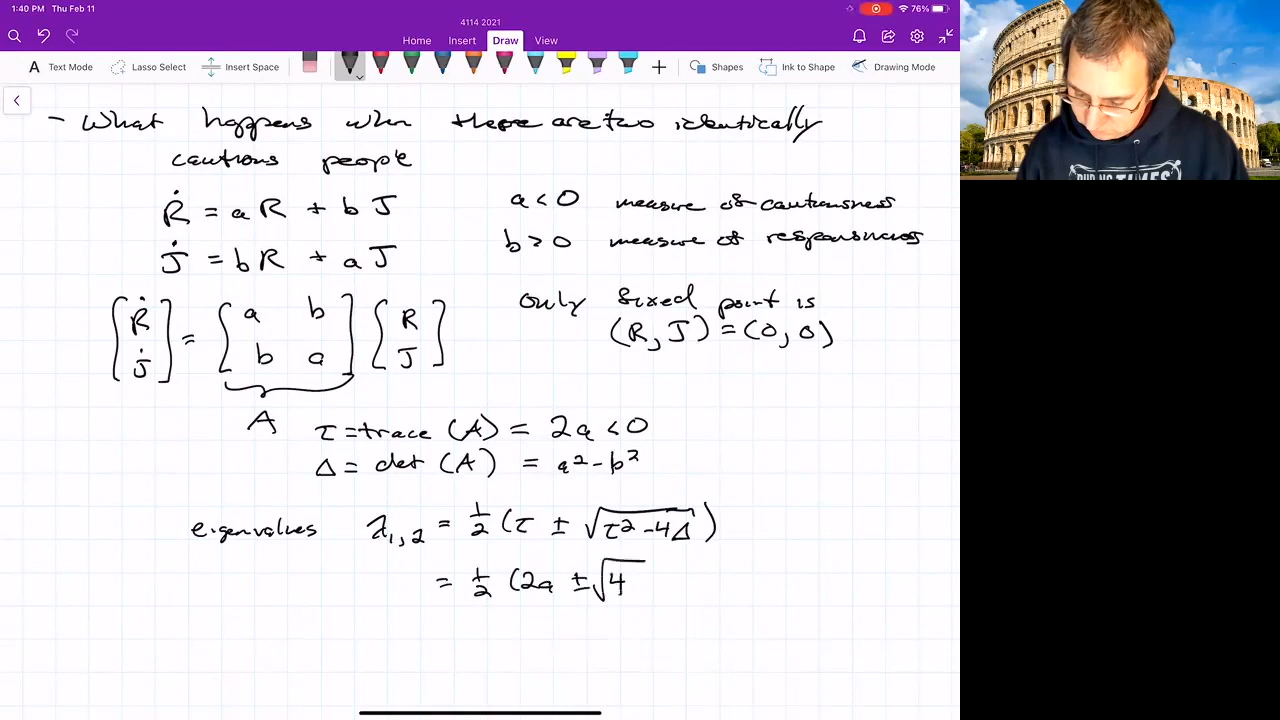 1:40 PM Thu Feb 11
76%
4114 2021
Home Insert Draw View
Text Mode Lasso Select Insert Space Shapes Ink to Shape Drawing Mode
- What happens when there are two identically
cautious people
Ṙ = aR + bJ
a < 0 measure of cautiousness
J̇ = bR + aJ
b > 0 measure of responsiveness
[Ṙ J̇] = [a b b a] [R J]
only fixed point is
(R, J) = (0, 0)
A
τ = trace (A) = 2a < 0
Δ = det (A) = a² - b²
eigenvalues λ1,2 = 1/2 (τ ± √τ² - 4Δ)
= 1/2 (2a ± √4